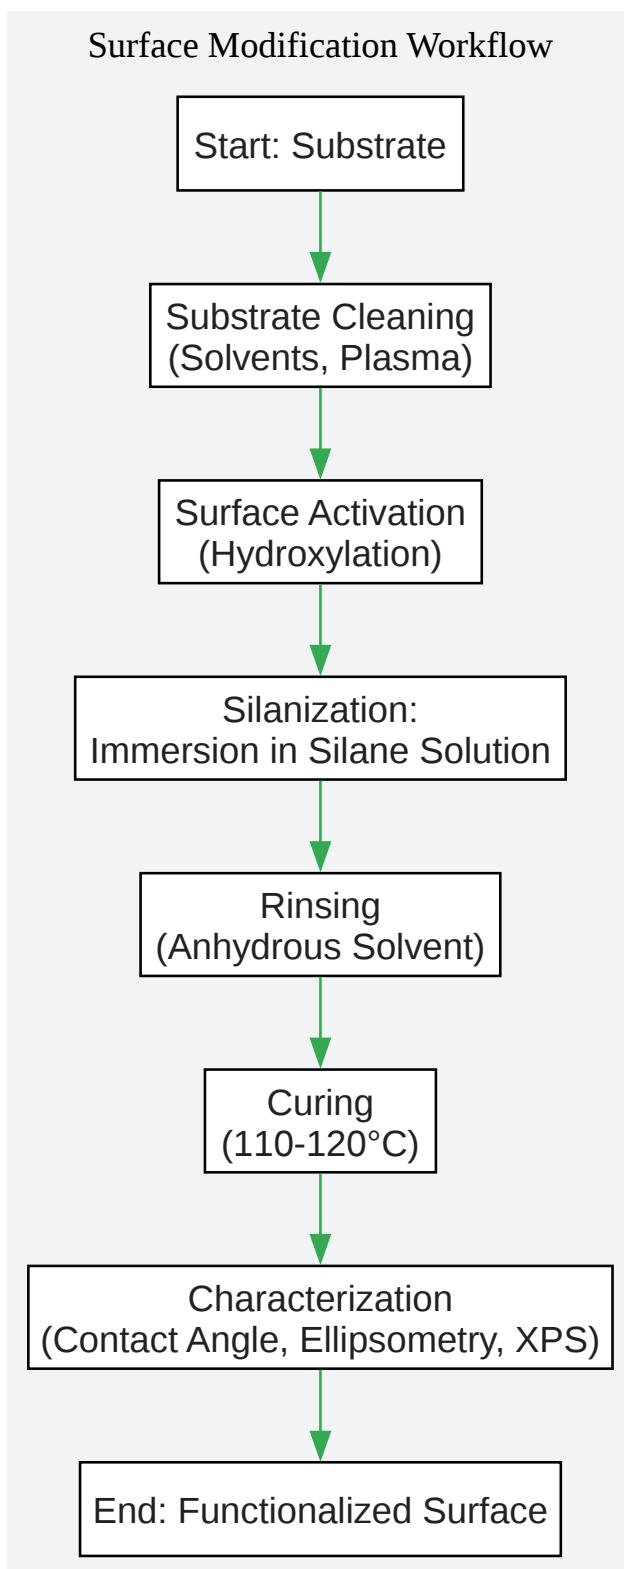 Surface Modification Workflow
Start: Substrate
Substrate Cleaning
(Solvents, Plasma)
Surface Activation
(Hydroxylation)
Silanization:
Immersion in Silane Solution
Rinsing
(Anhydrous Solvent)
Curing
(110-120°C)
Characterization
(Contact Angle, Ellipsometry, XPS)
End: Functionalized Surface